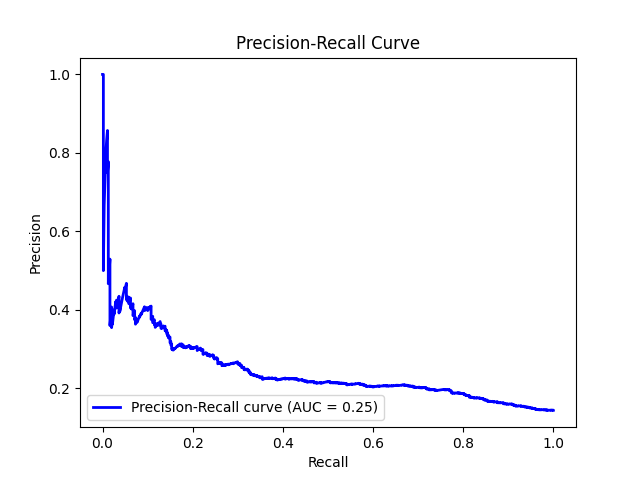 Precision-Recall Curve
1.0
0.8
0.6
0.4
0.2
Precision
Precision-Recall curve (AUC = 0.25)
0.0 0.2 0.4 0.6 0.8 1.0
Recall